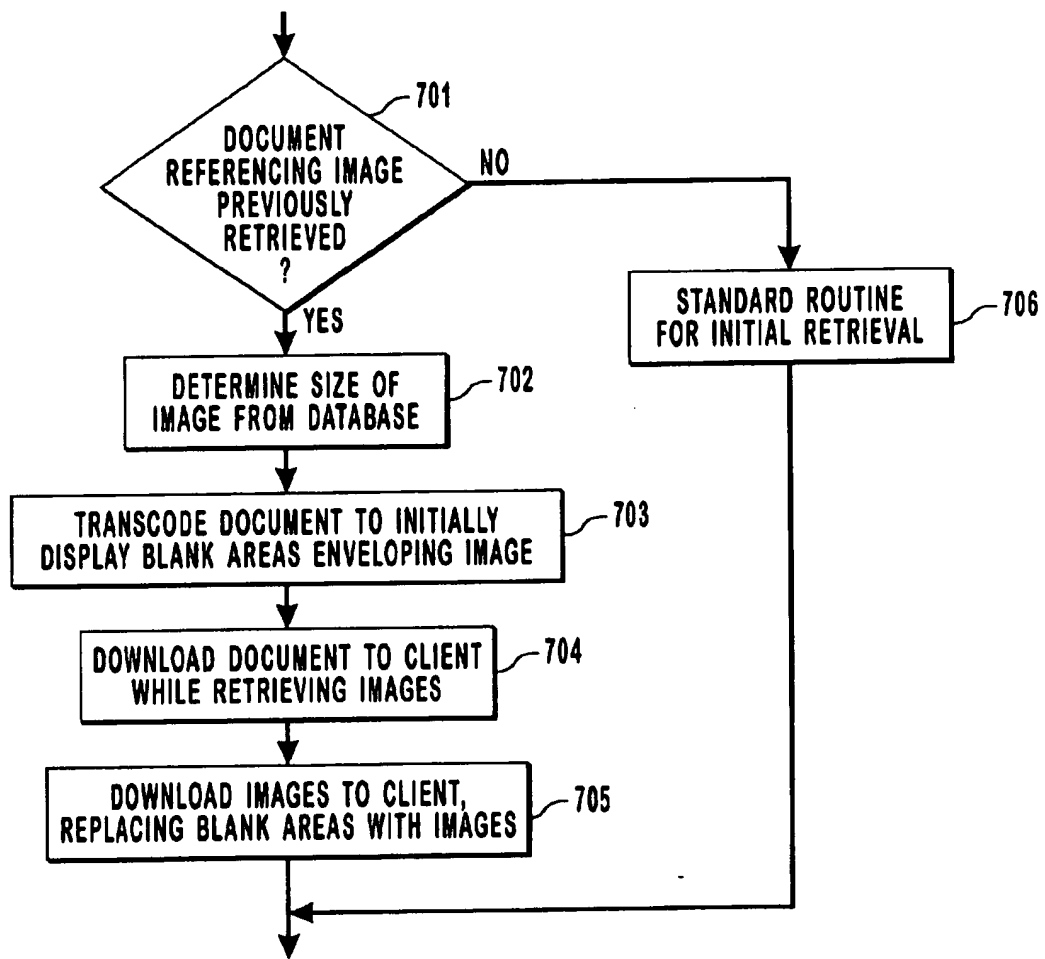 701
DOCUMENT
REFERENCING IMAGE
PREVIOUSLY
RETRIEVED
?
NO
YES
STANDARD ROUTINE
FOR INITIAL RETRIEVAL
706
DETERMINE SIZE OF
IMAGE FROM DATABASE
702
TRANSCODE DOCUMENT TO INITIALLY
DISPLAY BLANK AREAS ENVELOPING IMAGE
703
DOWNLOAD DOCUMENT TO CLIENT
WHILE RETRIEVING IMAGES
704
DOWNLOAD IMAGES TO CLIENT,
REPLACING BLANK AREAS WITH IMAGES
705